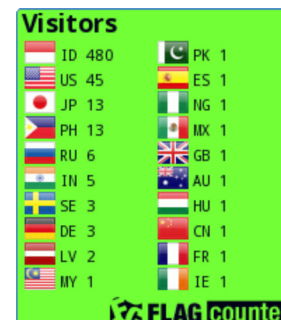 Visitors
ID 480
US 45
JP 13
PH 13
RU 6
IN 5
SE 3
DE 3
LV 2
MY 1
PK 1
ES 1
NG 1
MX 1
GB 1
AU 1
HU 1
CN 1
FR 1
IE 1
FLAG counte